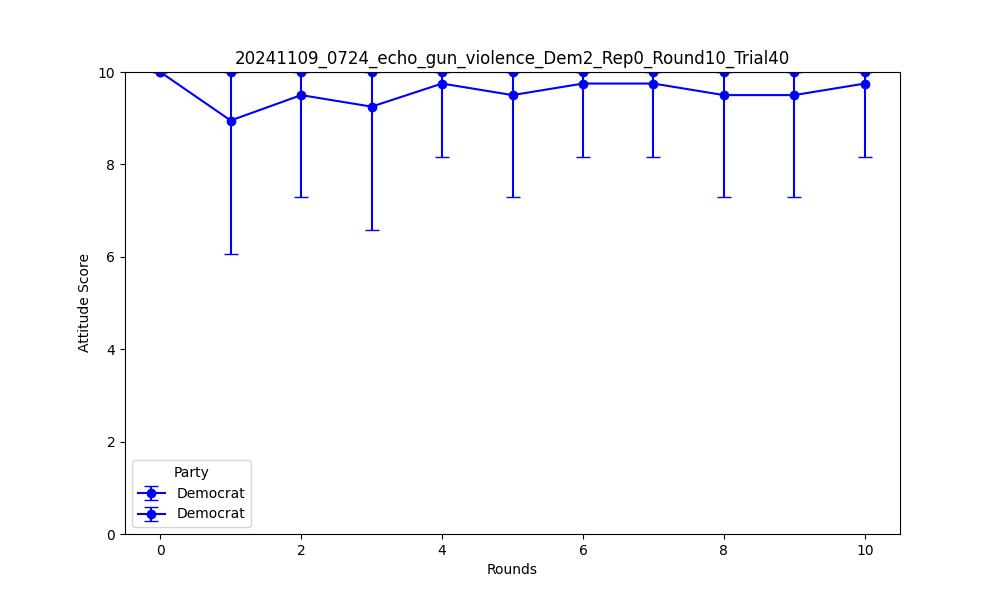 20241109_0724_echo_gun_violence_Dem2_Rep0_Round10_Trial40
10
8
6
4
2
0
Attitude Score
Party
Democrat
Democrat
0 2 4 6 8 10
Rounds